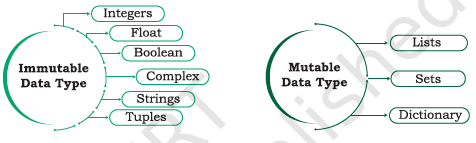 Integers
Float
Boolean
Complex
Strings
Tuples
Immutable
Data Type
Mutable
Data Type
Lists
Sets
Dictionary